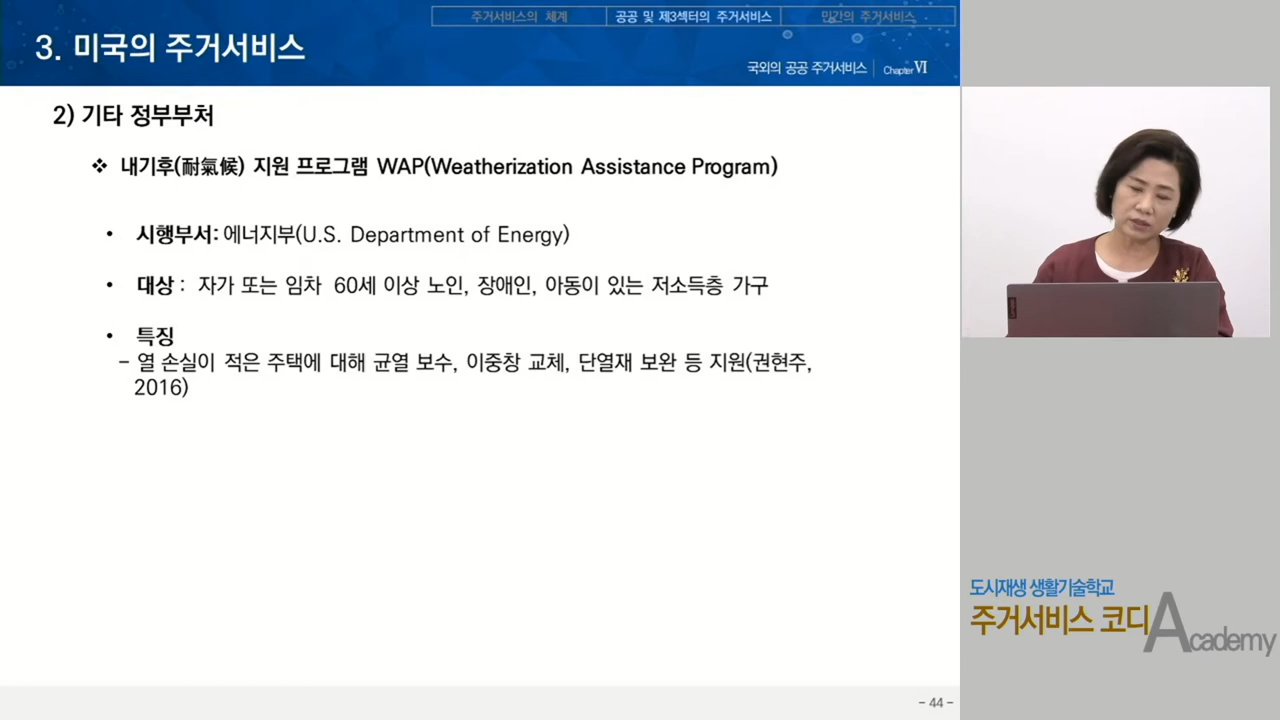 주거서비스의 체계
공공 및 제3섹터의 주거서비스
민간의 주거서비스
3. 미국의 주거서비스
국외의 공공 주거서비스 | Chapter Ⅵ
2) 기타 정부부처
❖ 내기후(耐氣候) 지원 프로그램 WAP(Weatherization Assistance Program)
• 시행부서: 에너지부(U.S. Department of Energy)
• 대상 : 자가 또는 임차 60세 이상 노인, 장애인, 아동이 있는 저소득층 가구
• 특징
– 열 손실이 적은 주택에 대해 균열 보수, 이중창 교체, 단열재 보완 등 지원(권현주,
2016)
도시재생 생활기술학교
주거서비스 코디 Academy
- 44 -